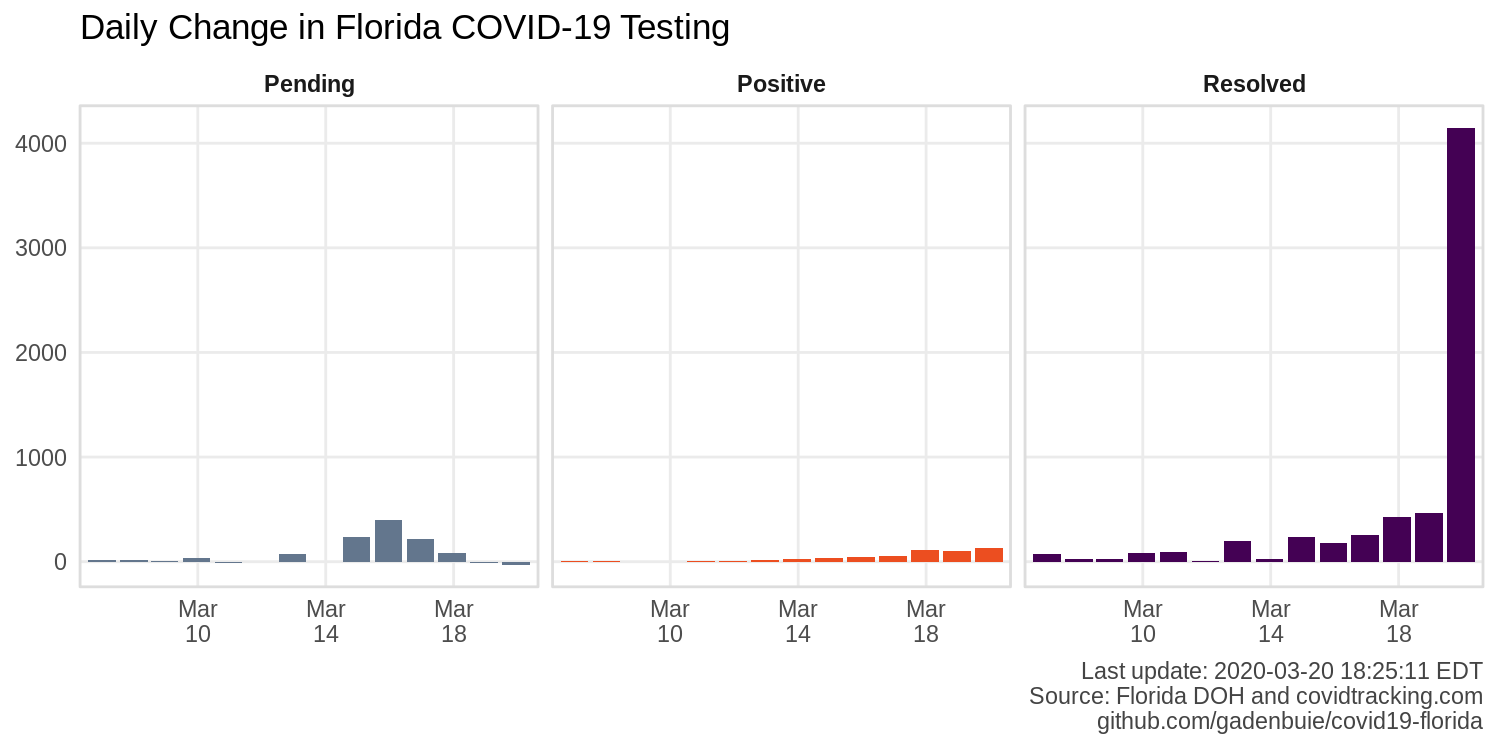 Daily Change in Florida COVID-19 Testing
Pending
Positive
Resolved
4000
3000
2000
1000
0
Mar
10
Mar
14
Mar
18
Mar
10
Mar
14
Mar
18
Mar
10
Mar
14
Mar
18
Last update: 2020-03-20 18:25:11 EDT
Source: Florida DOH and covidtracking.com
github.com/gadenbuie/covid19-florida